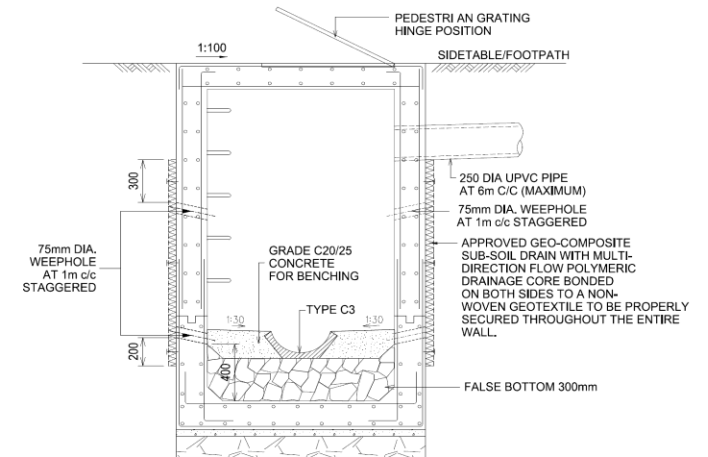 PEDESTRI AN GRATING
HINGE POSITION
1:100
SIDETABLE/FOOTPATH
300
250 DIA UPVC PIPE
AT 6m C/C (MAXIMUM)
75mm DIA. WEEPHOLE
AT 1m c/c STAGGERED
75mm DIA.
WEEPHOLE
AT 1m c/c
STAGGERED
GRADE C20/25
CONCRETE
FOR BENCHING
APPROVED GEO-COMPOSITE
SUB-SOIL DRAIN WITH MULTI-
DIRECTION FLOW POLYMERIC
DRAINAGE CORE BONDED
ON BOTH SIDES TO A NON-
WOVEN GEOTEXTILE TO BE PROPERLY
SECURED THROUGHOUT THE ENTIRE
WALL.
TYPE C3
1:30
1:30
200
400
FALSE BOTTOM 300mm